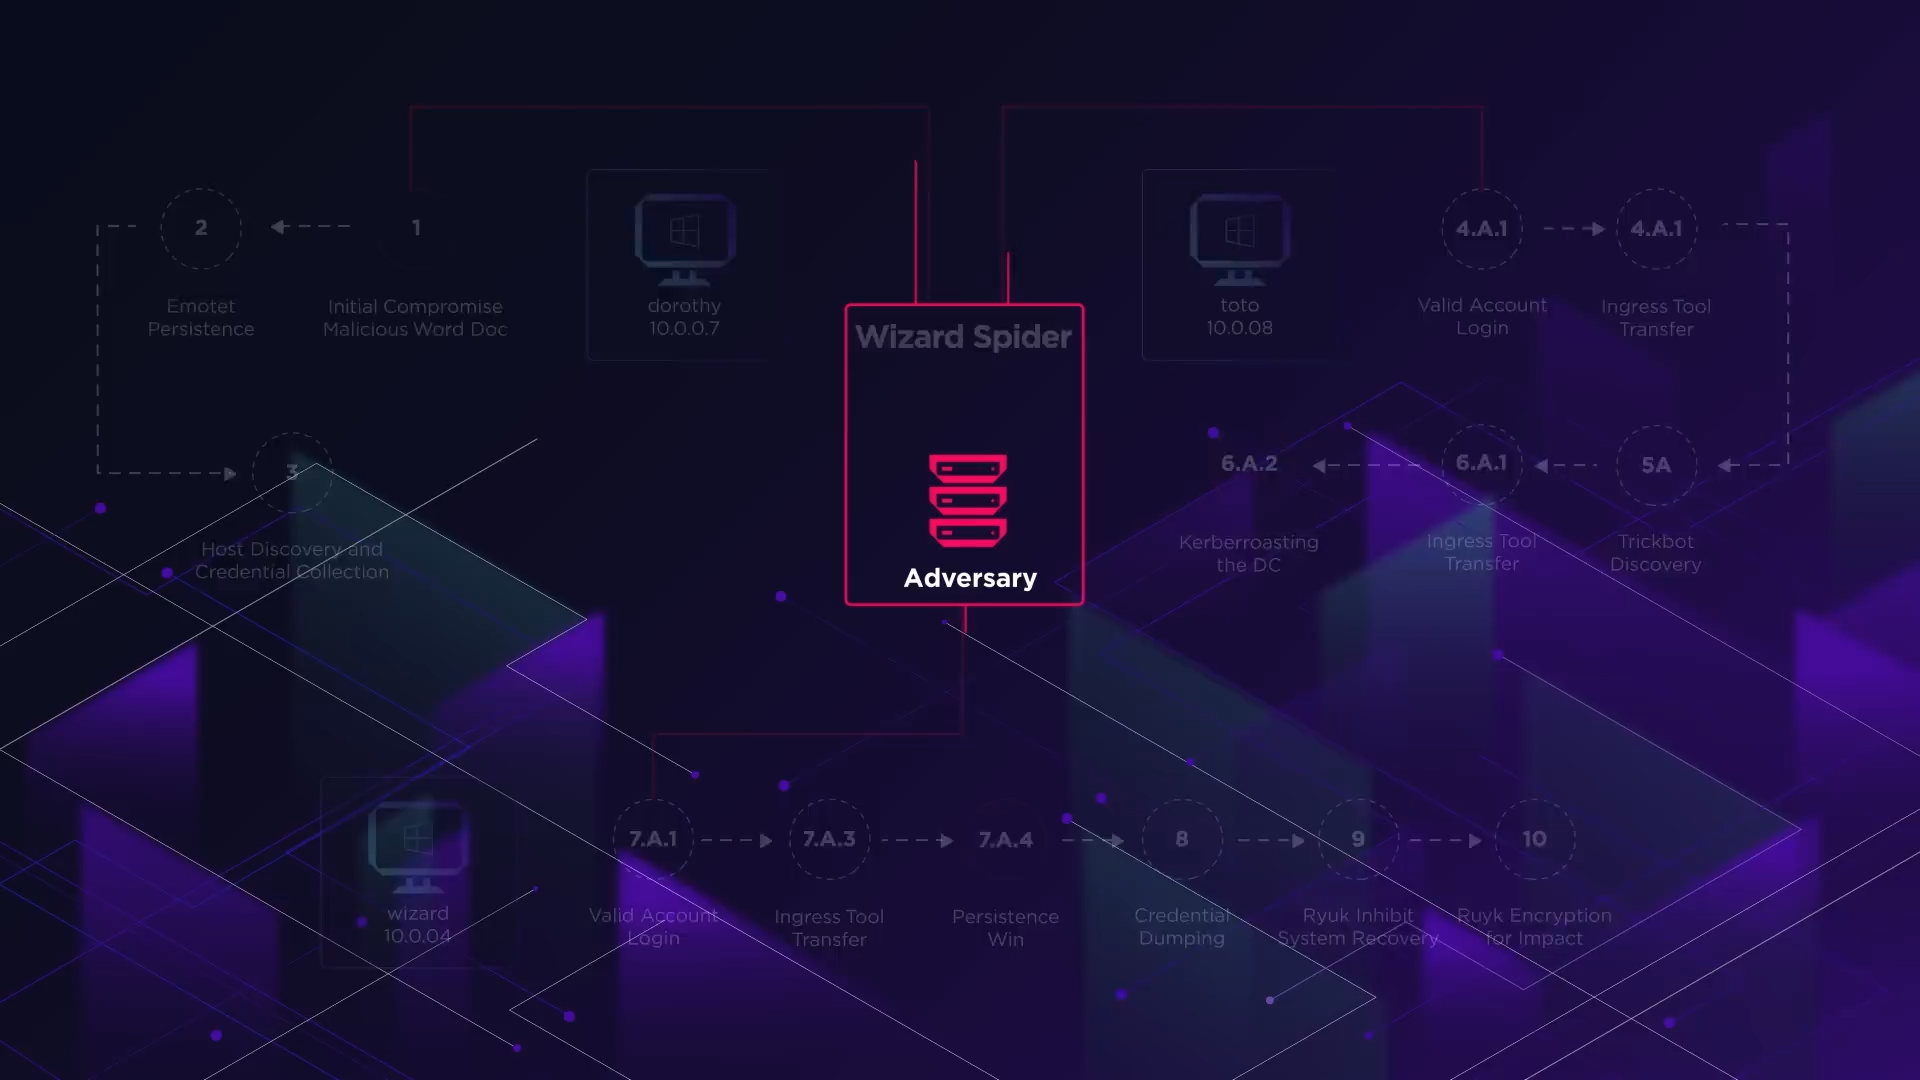 2
Emotet
Persistence
1
Initial Compromise
Malicious Word Doc
dorothy
10.0.0.7
Wizard Spider
Adversary
toto
10.0.08
4.A.1
Valid Account
Login
4.A.1
Ingress Tool
Transfer
3
Host Discovery and
Credential Collection
6.A.2
Kerberroasting
the DC
6.A.1
Ingress Tool
Transfer
5A
Trickbot
Discovery
wizard
10.0.04
7.A.1
Valid Account
Login
7.A.3
Ingress Tool
Transfer
7.A.4
Persistence
Win
8
Credential
Dumping
9
Ryuk Inhibit
System Recovery
10
Ruyk Encryption
for Impact